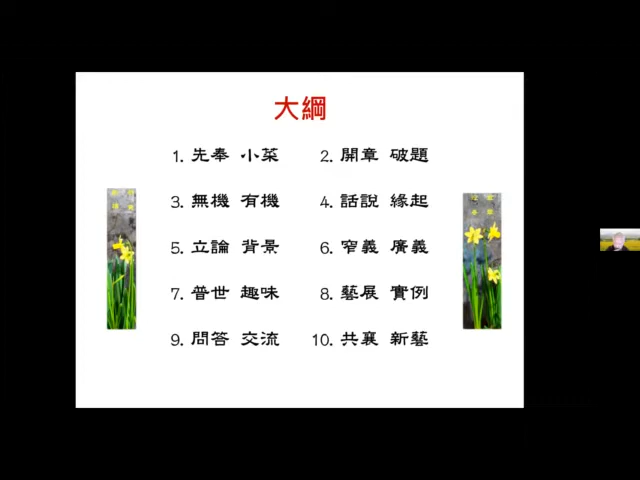 大綱
1. 先奉 小菜 2. 開章 破題
3. 無機 有機 4. 話說 緣起
5. 立論 背景 6. 窄義 廣義
7. 普世 趣味 8. 藝展 實例
9. 問答 交流 10. 共襄 新藝